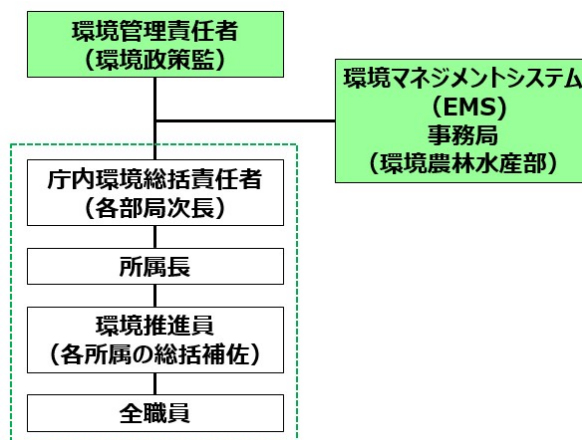 環境管理責任者
(環境政策監)
環境マネジメントシステム
(EMS)
事務局
(環境農林水産部)
庁内環境総括責任者
(各部局次長)
所属長
環境推進員
(各所属の総括補佐)
全職員